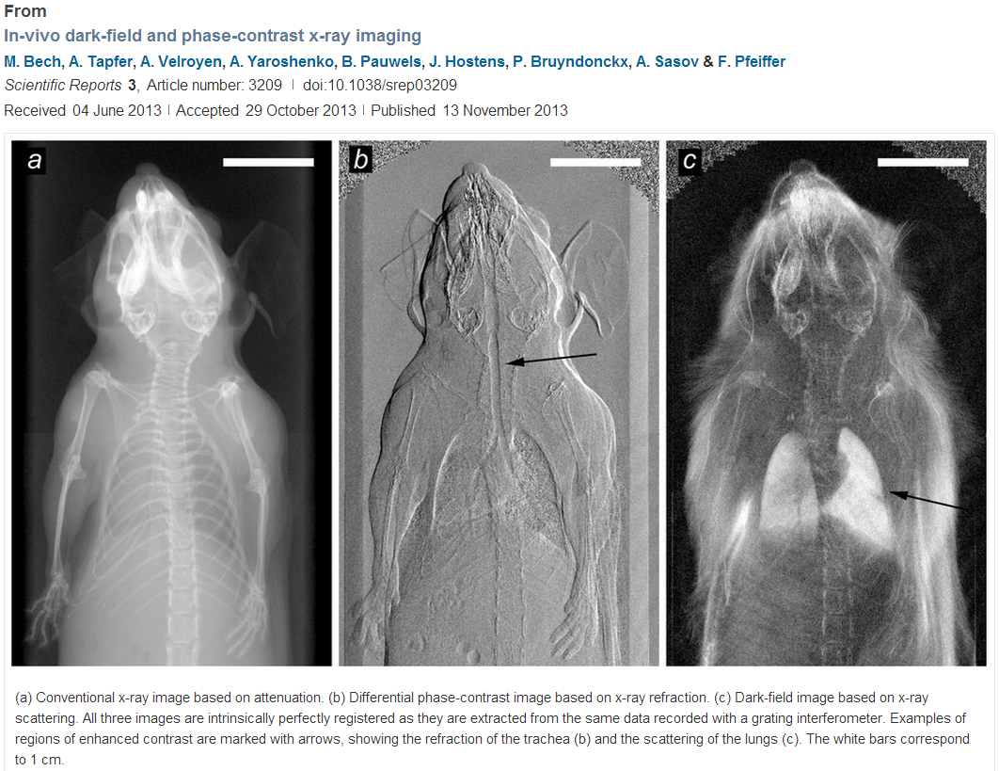 From
In-vivo dark-field and phase-contrast x-ray imaging
M. Bech, A. Tapfer, A. Velroyen, A. Yaroshenko, B. Pauwels, J. Hostens, P. Bruyndonckx, A. Sasov & F. Pfeiffer
Scientific Reports 3, Article number: 3209 | doi:10.1038/srep03209
Received 04 June 2013 | Accepted 29 October 2013 | Published 13 November 2013
a b c
(a) Conventional x-ray image based on attenuation. (b) Differential phase-contrast image based on x-ray refraction. (c) Dark-field image based on x-ray
scattering. All three images are intrinsically perfectly registered as they are extracted from the same data recorded with a grating interferometer. Examples of
regions of enhanced contrast are marked with arrows, showing the refraction of the trachea (b) and the scattering of the lungs (c). The white bars correspond
to 1 cm.